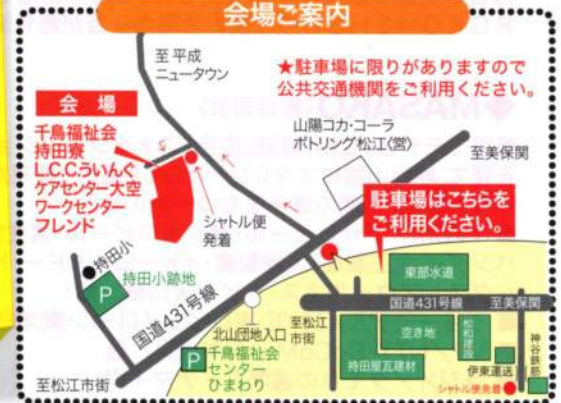 会場ご案内
至平成
ニュータウン
★駐車場に限りがありますので
公共交通機関をご利用ください。
会場
千鳥福祉会
持田寮
L.C.C.ういんぐ
ケアセンター大空
ワークセンター
フレンド
山陽コカ・コーラ
ボトリング松江(営)
至美保関
シャトル便
発着
駐車場はこちらを
ご利用ください。
持田小
P
持田小跡地
国道431号線
北山団地入口
P
千鳥福祉会
センター
ひまわり
至松江市街
東部水道
国道431号線
至美保関
至松江
市街
空き地
松和建設
持田屋瓦建材
伊東運送
神谷鉄筋
シャトル便発着
MASAKO